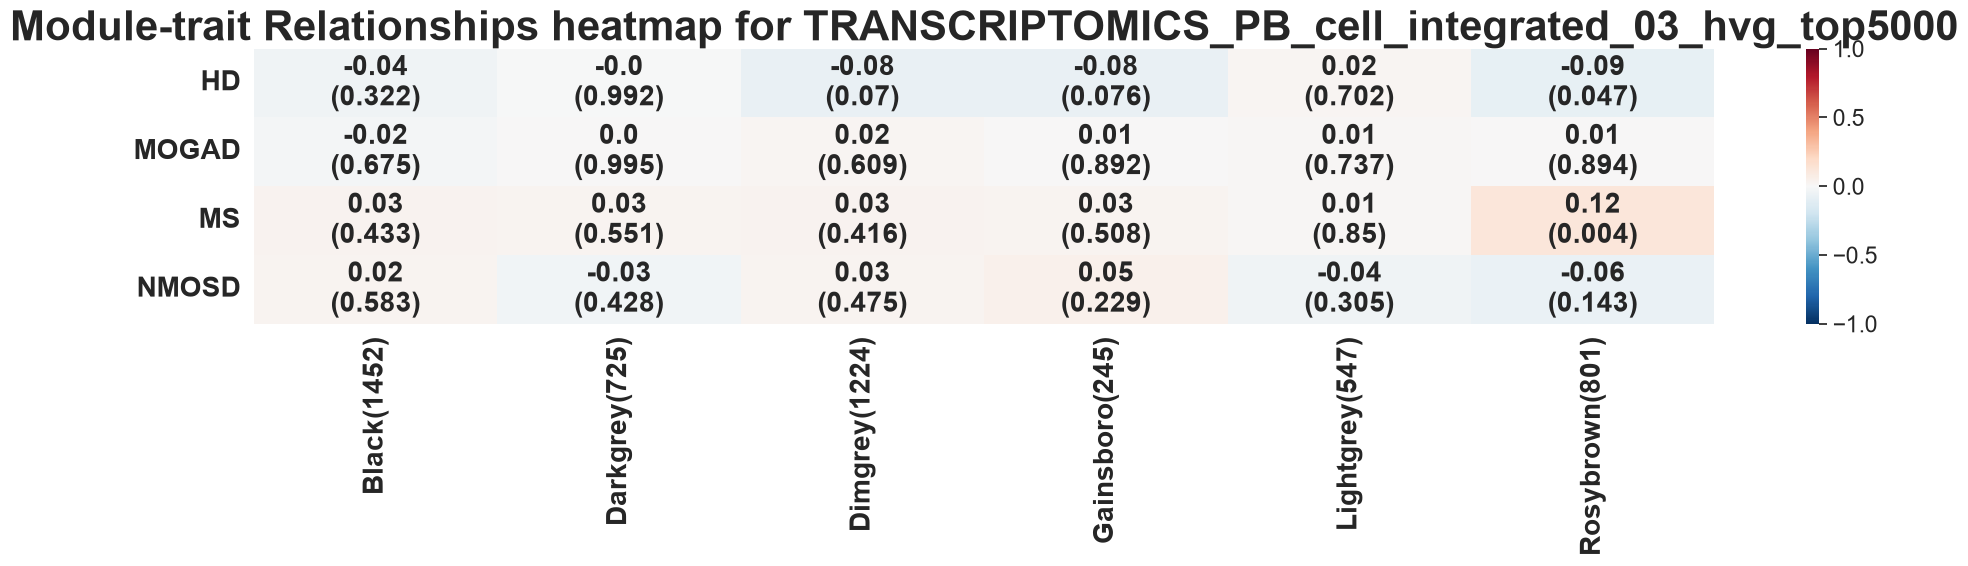 Module-trait Relationships heatmap for TRANSCRIPTOMICS_PB_cell_integrated_03_hvg_top5000
HD -0.04 -0.0 -0.08 -0.08 0.02 -0.09
(0.322) (0.992) (0.07) (0.076) (0.702) (0.047)
MOGAD -0.02 0.0 0.02 0.01 0.01 0.01
(0.675) (0.995) (0.609) (0.892) (0.737) (0.894)
MS 0.03 0.03 0.03 0.03 0.01 0.12
(0.433) (0.551) (0.416) (0.508) (0.85) (0.004)
NMOSD 0.02 -0.03 0.03 0.05 -0.04 -0.06
(0.583) (0.428) (0.475) (0.229) (0.305) (0.143)
Black(1452)
Darkgrey(725)
Dimgrey(1224)
Gainsboro(245)
Lightgrey(547)
Rosybrown(801)
1.0
0.5
0.0
−0.5
−1.0